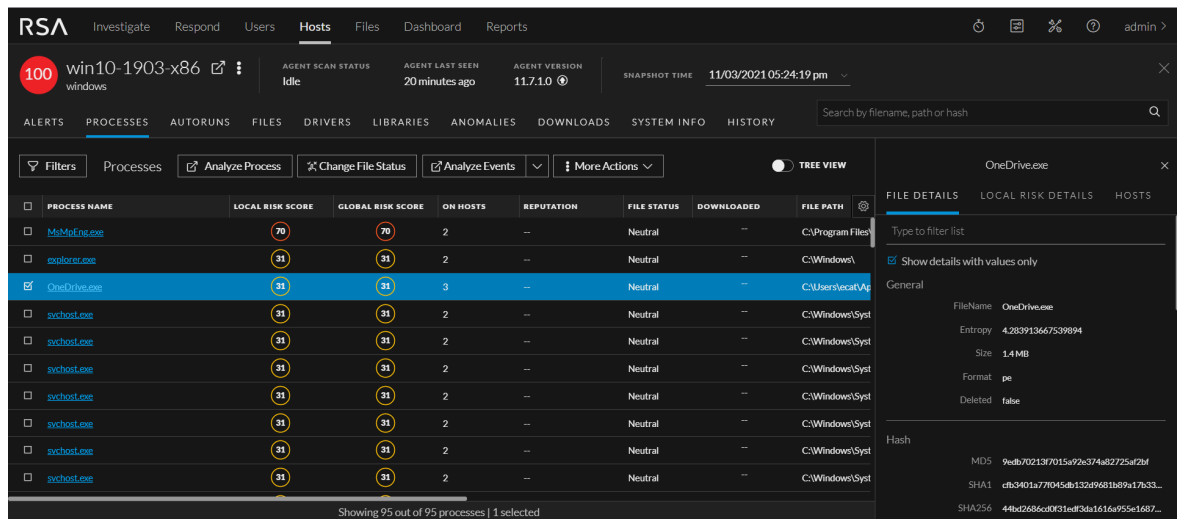 RSA Investigate Respond Users Hosts Files Dashboard Reports admin >
100 win10-1903-x86
windows
AGENT SCAN STATUS
Idle
AGENT LAST SEEN
20 minutes ago
AGENT VERSION
11.7.1.0
SNAPSHOT TIME 11/03/2021 05:24:19 pm
ALERTS PROCESSES AUTORUNS FILES DRIVERS LIBRARIES ANOMALIES DOWNLOADS SYSTEM INFO HISTORY
Search by filename, path or hash
Filters Processes Analyze Process Change File Status Analyze Events More Actions TREE VIEW
PROCESS NAME LOCAL RISK SCORE GLOBAL RISK SCORE ON HOSTS REPUTATION FILE STATUS DOWNLOADED FILE PATH
MsMpEng.exe 70 70 2 -- Neutral -- C:\Program Files\
explorer.exe 31 31 2 -- Neutral -- C:\Windows\
OneDrive.exe 31 31 3 -- Neutral -- C:\Users\ecat\Ap
svchost.exe 31 31 2 -- Neutral -- C:\Windows\Syst
svchost.exe 31 31 2 -- Neutral -- C:\Windows\Syst
svchost.exe 31 31 2 -- Neutral -- C:\Windows\Syst
svchost.exe 31 31 2 -- Neutral -- C:\Windows\Syst
svchost.exe 31 31 2 -- Neutral -- C:\Windows\Syst
svchost.exe 31 31 2 -- Neutral -- C:\Windows\Syst
svchost.exe 31 31 2 -- Neutral -- C:\Windows\Syst
Showing 95 out of 95 processes | 1 selected
OneDrive.exe
FILE DETAILS LOCAL RISK DETAILS HOSTS
Type to filter list
Show details with values only
General
FileName OneDrive.exe
Entropy 4.283913667539894
Size 1.4 MB
Format pe
Deleted false
Hash
MD5 9edb70213f7015a92e374a82725af2bf
SHA1 cfb3401a77f045db132d9681b89a17b33...
SHA256 44bd2686cd0f31edf3da1616a955e1687...